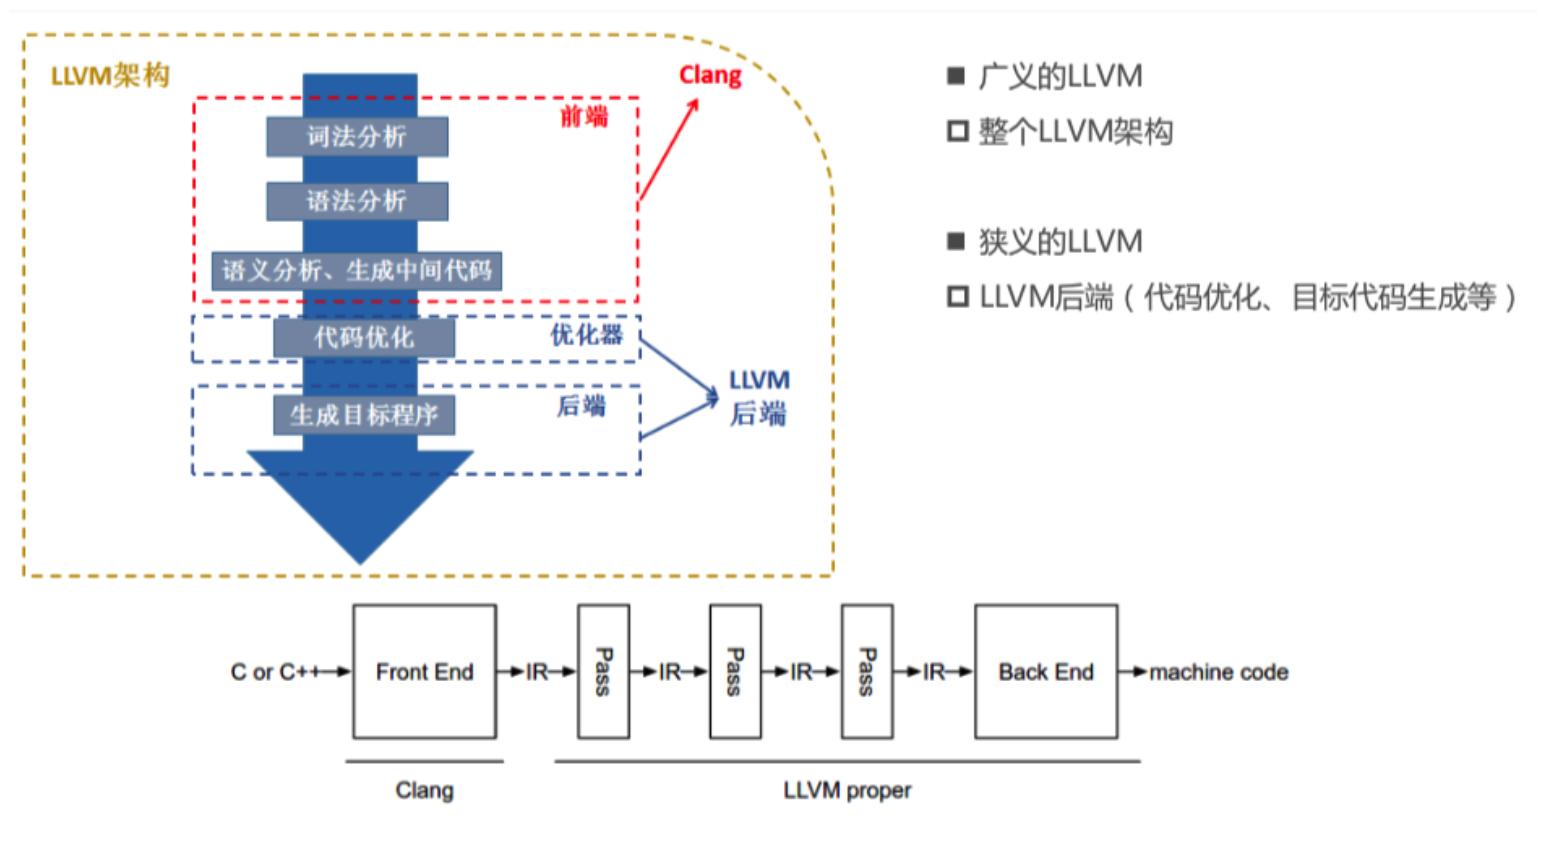 LLVM架构
Clang
前端
词法分析
语法分析
语义分析、生成中间代码
代码优化
优化器
生成目标程序
后端
LLVM
后端
广义的LLVM
整个LLVM架构
狭义的LLVM
LLVM后端（代码优化、目标代码生成等）
C or C++ Front End IR Pass IR Pass IR Pass IR Back End machine code
Clang LLVM proper